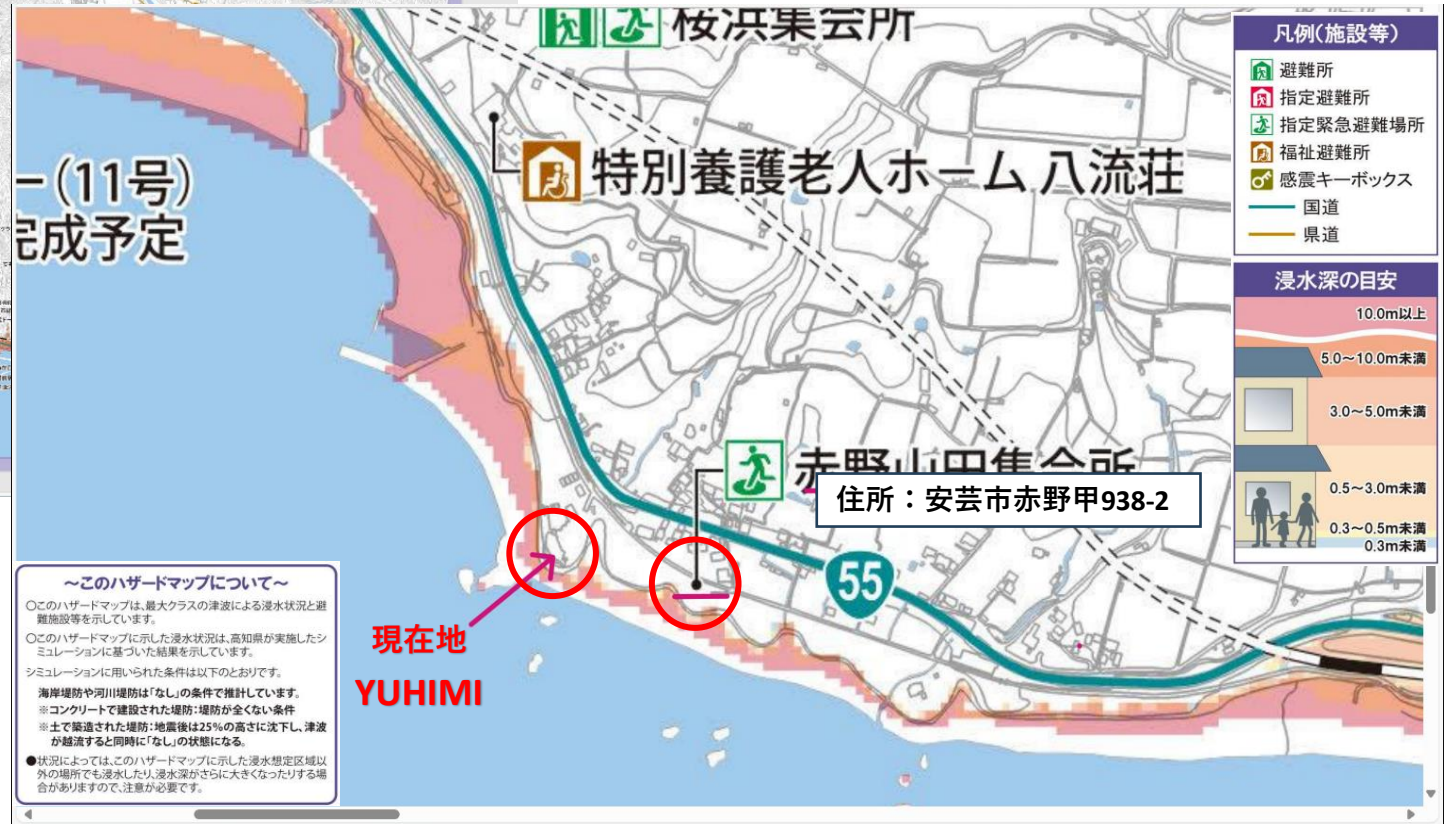 桜浜集会所
特別養護老人ホーム 八流荘
ー(11号)
完成予定
赤野山田集会所
住所：安芸市赤野甲938-2
55
現在地
YUHIMI
凡例(施設等)
避難所
指定避難所
指定緊急避難場所
福祉避難所
感震キーボックス
国道
県道
浸水深の目安
10.0m以上
5.0～10.0m未満
3.0～5.0m未満
0.5～3.0m未満
0.3～0.5m未満
0.3m未満
～このハザードマップについて～
○このハザードマップは、最大クラスの津波による浸水状況と避
難施設等を示しています。
○このハザードマップに示した浸水状況は、高知県が実施したシ
ミュレーションに基づいた結果を示しています。
シミュレーションに用いられた条件は以下のとおりです。
海岸堤防や河川堤防は「なし」の条件で推計しています。
※コンクリートで建設された堤防：堤防が全くない条件
※土で築造された堤防：地震後は25%の高さに沈下し、津波
が越流すると同時に「なし」の状態になる。
●状況によっては、このハザードマップに示した浸水想定区域以
外の場所でも浸水したり、浸水深がさらに大きくなったりする場
合がありますので、注意が必要です。